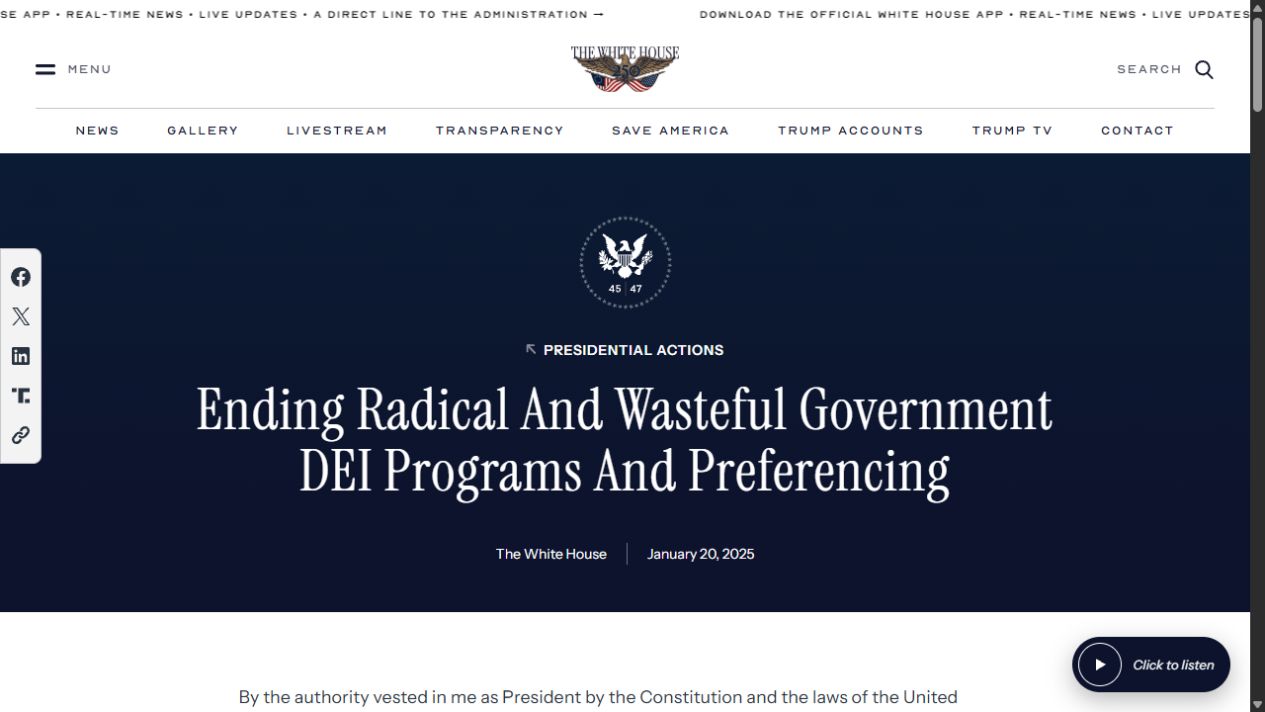 SE APP • REAL-TIME NEWS • LIVE UPDATES • A DIRECT LINE TO THE ADMINISTRATION → DOWNLOAD THE OFFICIAL WHITE HOUSE APP • REAL-TIME NEWS • LIVE UPDATES
MENU
THE WHITE HOUSE
250
SEARCH
NEWS GALLERY LIVESTREAM TRANSPARENCY SAVE AMERICA TRUMP ACCOUNTS TRUMP TV CONTACT
45 47
PRESIDENTIAL ACTIONS
Ending Radical And Wasteful Government
DEI Programs And Preferencing
The White House January 20, 2025
Click to listen
By the authority vested in me as President by the Constitution and the laws of the United